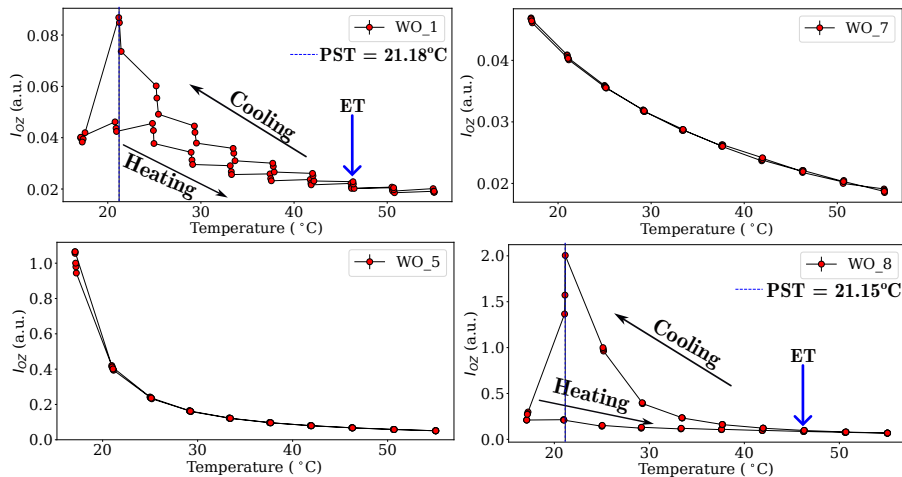 WO_1
PST = 21.18°C
0.08
0.06
0.04
0.02
I_OZ (a.u.)
Cooling
Heating
ET
20
30
40
50
Temperature ( °C)
WO_7
0.04
0.03
0.02
I_OZ (a.u.)
20
30
40
50
Temperature ( °C)
WO_5
1.0
0.8
0.6
0.4
0.2
0.0
I_OZ (a.u.)
20
30
40
50
Temperature ( °C)
WO_8
PST = 21.15°C
2.0
1.5
1.0
0.5
0.0
I_OZ (a.u.)
Cooling
Heating
ET
20
30
40
50
Temperature ( °C)